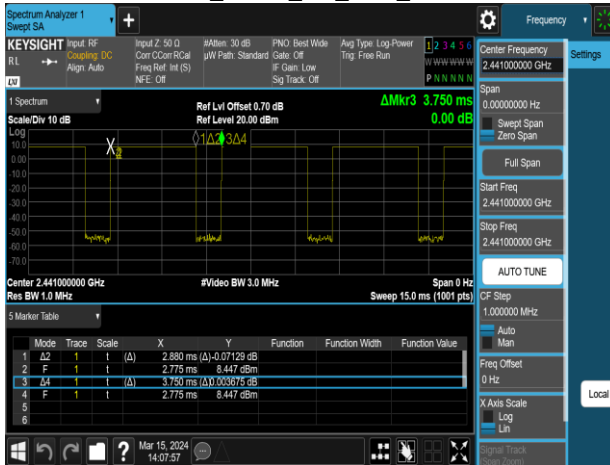 Spectrum Analyzer 1
Swept SA
Frequency
KEYSIGHT
Input: RF
Coupling: DC
Align: Auto
Input Z: 50 Ω
Corr CCorr RCal
Freq Ref: Int (S)
NFE: Off
#Atten: 30 dB
µW Path: Standard
PNO: Best Wide
Gate: Off
IF Gain: Low
Sig Track: Off
Avg Type: Log-Power
Trig: Free Run
1 2 3 4 5 6
W WW WW W
P N N N N N
RL
LXI
1 Spectrum
Scale/Div 10 dB
Ref Lvl Offset 0.70 dB
Ref Level 20.00 dBm
ΔMkr3 3.750 ms
0.00 dB
Log
10.0
0.00
-10.0
-20.0
-30.0
-40.0
-50.0
-60.0
-70.0
1Δ2
3Δ4
Center 2.441000000 GHz
Res BW 1.0 MHz
#Video BW 3.0 MHz
Span 0 Hz
Sweep 15.0 ms (1001 pts)
5 Marker Table
Mode Trace Scale X Y Function Function Width Function Value
1 Δ2 1 t (Δ) 2.880 ms (Δ) -0.07129 dB
2 F 1 t 2.775 ms 8.447 dBm
3 Δ4 1 t (Δ) 3.750 ms (Δ) 0.003675 dB
4 F 1 t 2.775 ms 8.447 dBm
5
6
Mar 15, 2024
14:07:57
Center Frequency
2.441000000 GHz
Span
0.00000000 Hz
Swept Span
Zero Span
Full Span
Start Freq
2.441000000 GHz
Stop Freq
2.441000000 GHz
AUTO TUNE
CF Step
1.000000 MHz
Auto
Man
Freq Offset
0 Hz
X Axis Scale
Log
Lin
Signal Track
(Span Zoom)
Settings
Local